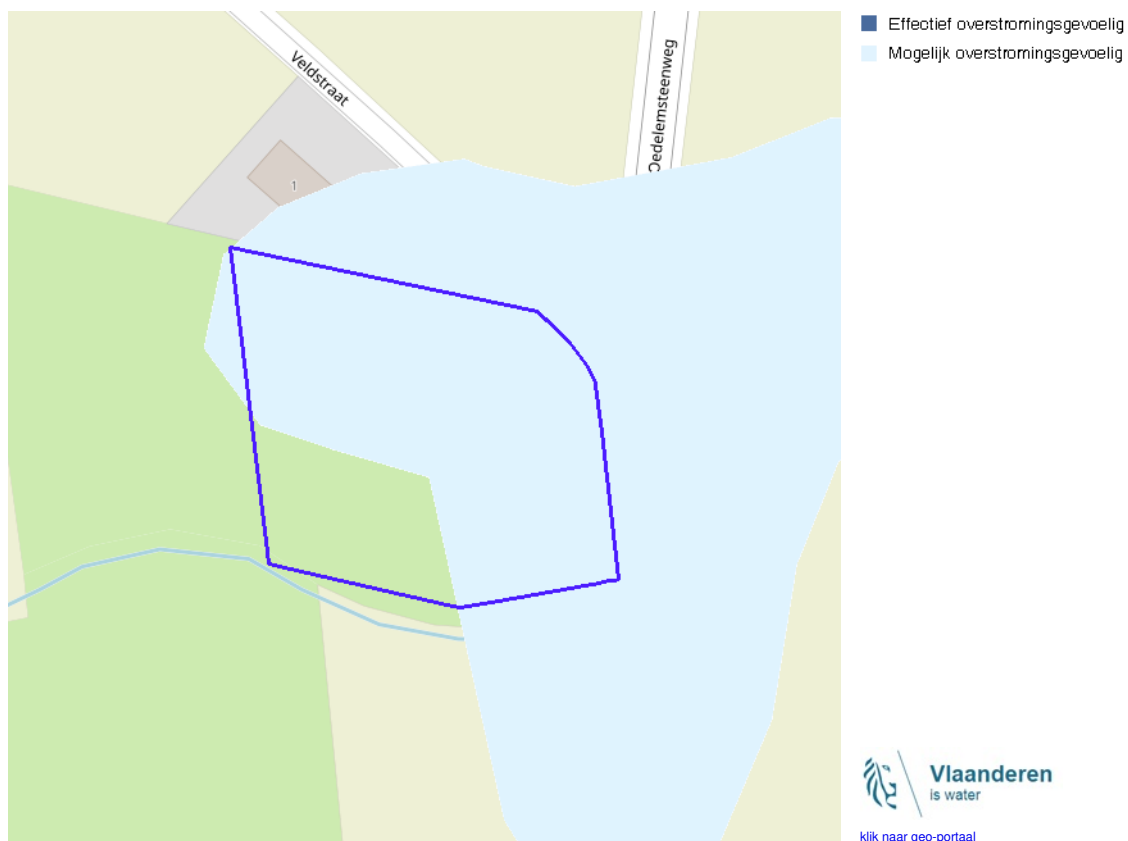 Veldstraat
Oedelemsteenweg
1
Effectief overstromingsgevoelig
Mogelijk overstromingsgevoelig
Vlaanderen
is water
klik naar geo-portaal